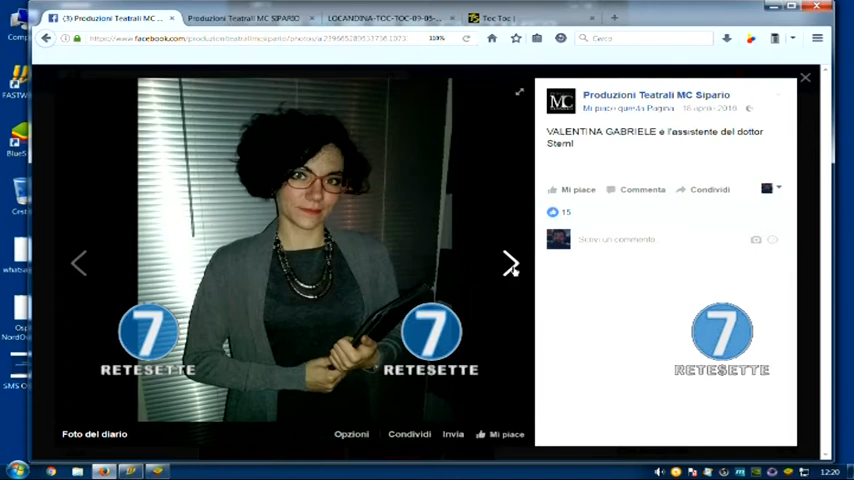 (3) Produzioni Teatrali MC ...
Produzioni Teatrali MC SIPARIO
LOCANDINA-TOC-TOC-03-05-...
Toc Toc |
110%
Cerca
Produzioni Teatrali MC Sipario
Mi piace questa Pagina · 18 aprile 2016
VALENTINA GABRIELE è l'assistente del dottor
Stern!
Mi piace
Commenta
Condividi
15
Scrivi un commento...
MC
7
RETESETTE
7
RETESETTE
7
RETESETTE
Foto del diario
Opzioni
Condividi
Invia
Mi piace
12:20